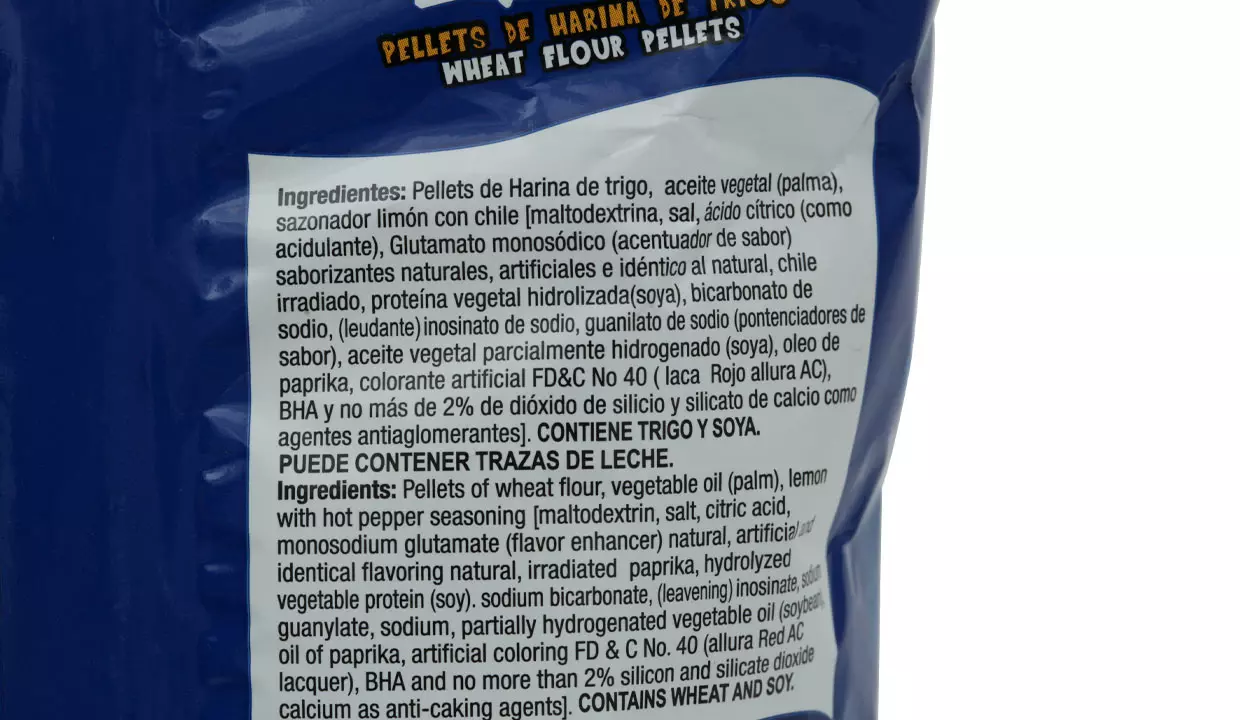 PELLETS DE HARINA DE TRIGO
WHEAT FLOUR PELLETS
Ingredientes: Pellets de Harina de trigo, aceite vegetal (palma),
sazonador limón con chile [maltodextrina, sal, ácido cítrico (como
acidulante), Glutamato monosódico (acentuador de sabor)
saborizantes naturales, artificiales e idéntico al natural, chile
irradiado, proteína vegetal hidrolizada(soya), bicarbonato de
sodio, (leudante) inosinato de sodio, guanilato de sodio (pontenciadores de
sabor), aceite vegetal parcialmente hidrogenado (soya), oleo de
paprika, colorante artificial FD&C No 40 ( laca Rojo allura AC),
BHA y no más de 2% de dióxido de silicio y silicato de calcio como
agentes antiaglomerantes]. CONTIENE TRIGO Y SOYA.
PUEDE CONTENER TRAZAS DE LECHE.
Ingredients: Pellets of wheat flour, vegetable oil (palm), lemon
with hot pepper seasoning [maltodextrin, salt, citric acid,
monosodium glutamate (flavor enhancer) natural, artificial and
identical flavoring natural, irradiated paprika, hydrolyzed
vegetable protein (soy). sodium bicarbonate, (leavening) inosinate, sodium
guanylate, sodium, partially hydrogenated vegetable oil (soybean),
oil of paprika, artificial coloring FD & C No. 40 (allura Red AC
lacquer), BHA and no more than 2% silicon and silicate dioxide
calcium as anti-caking agents]. CONTAINS WHEAT AND SOY.